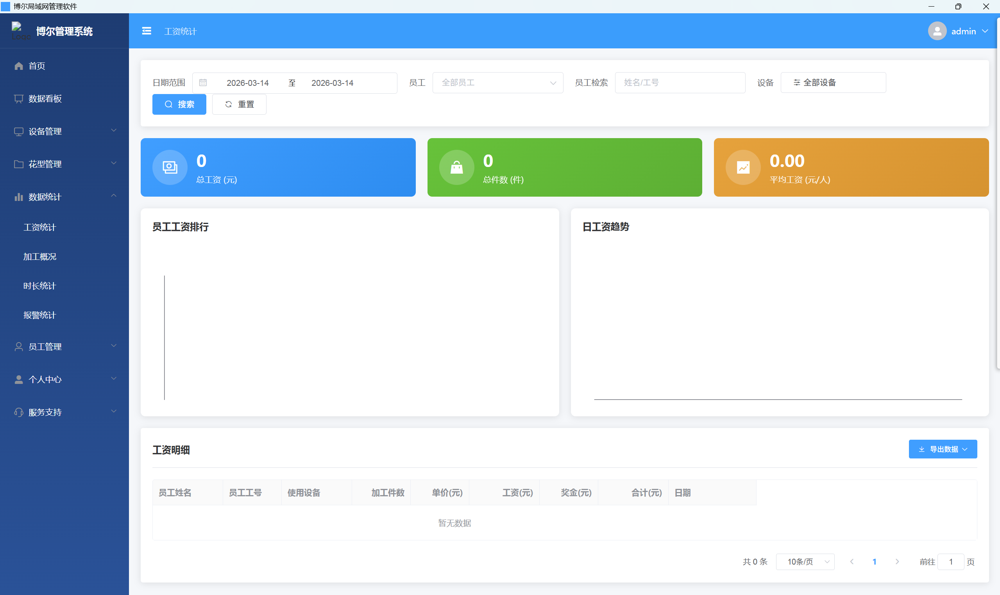 博尔局域网管理软件
Logo
博尔管理系统
工资统计
admin
首页
数据看板
设备管理
花型管理
数据统计
工资统计
加工概况
时长统计
报警统计
员工管理
个人中心
服务支持
日期范围 2026-03-14 至 2026-03-14 员工 全部员工 员工检索 姓名/工号 设备 全部设备
搜索 重置
0
总工资 (元)
0
总件数 (件)
0.00
平均工资 (元/人)
员工工资排行
日工资趋势
工资明细
导出数据
员工姓名 员工工号 使用设备 加工件数 单价(元) 工资(元) 奖金(元) 合计(元) 日期
暂无数据
共 0 条 10条/页 1 前往 1 页